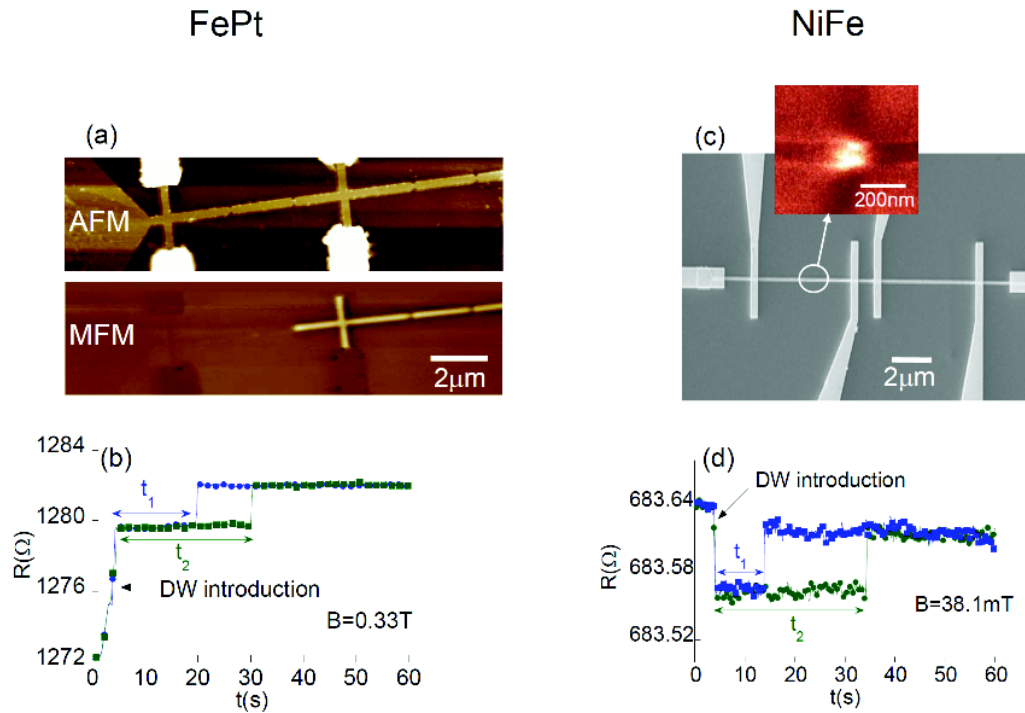 FePt
NiFe
(a)
AFM
MFM
2μm
(c)
200nm
2μm
(b)
R(Ω)
1284
1280
1276
1272
t₁
t₂
DW introduction
B=0.33T
0 10 20 30 40 50 60
t(s)
(d)
R(Ω)
683.64
683.58
683.52
DW introduction
t₁
t₂
B=38.1mT
0 10 20 30 40 50 60
t(s)